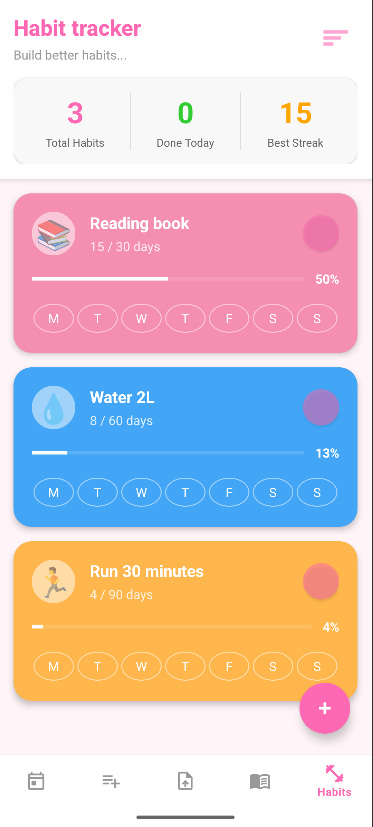 Habit tracker
Build better habits...
3 0 15
Total Habits Done Today Best Streak
Reading book
15 / 30 days
50%
M T W T F S S
Water 2L
8 / 60 days
13%
M T W T F S S
Run 30 minutes
4 / 90 days
4%
M T W T F S S
+
Habits